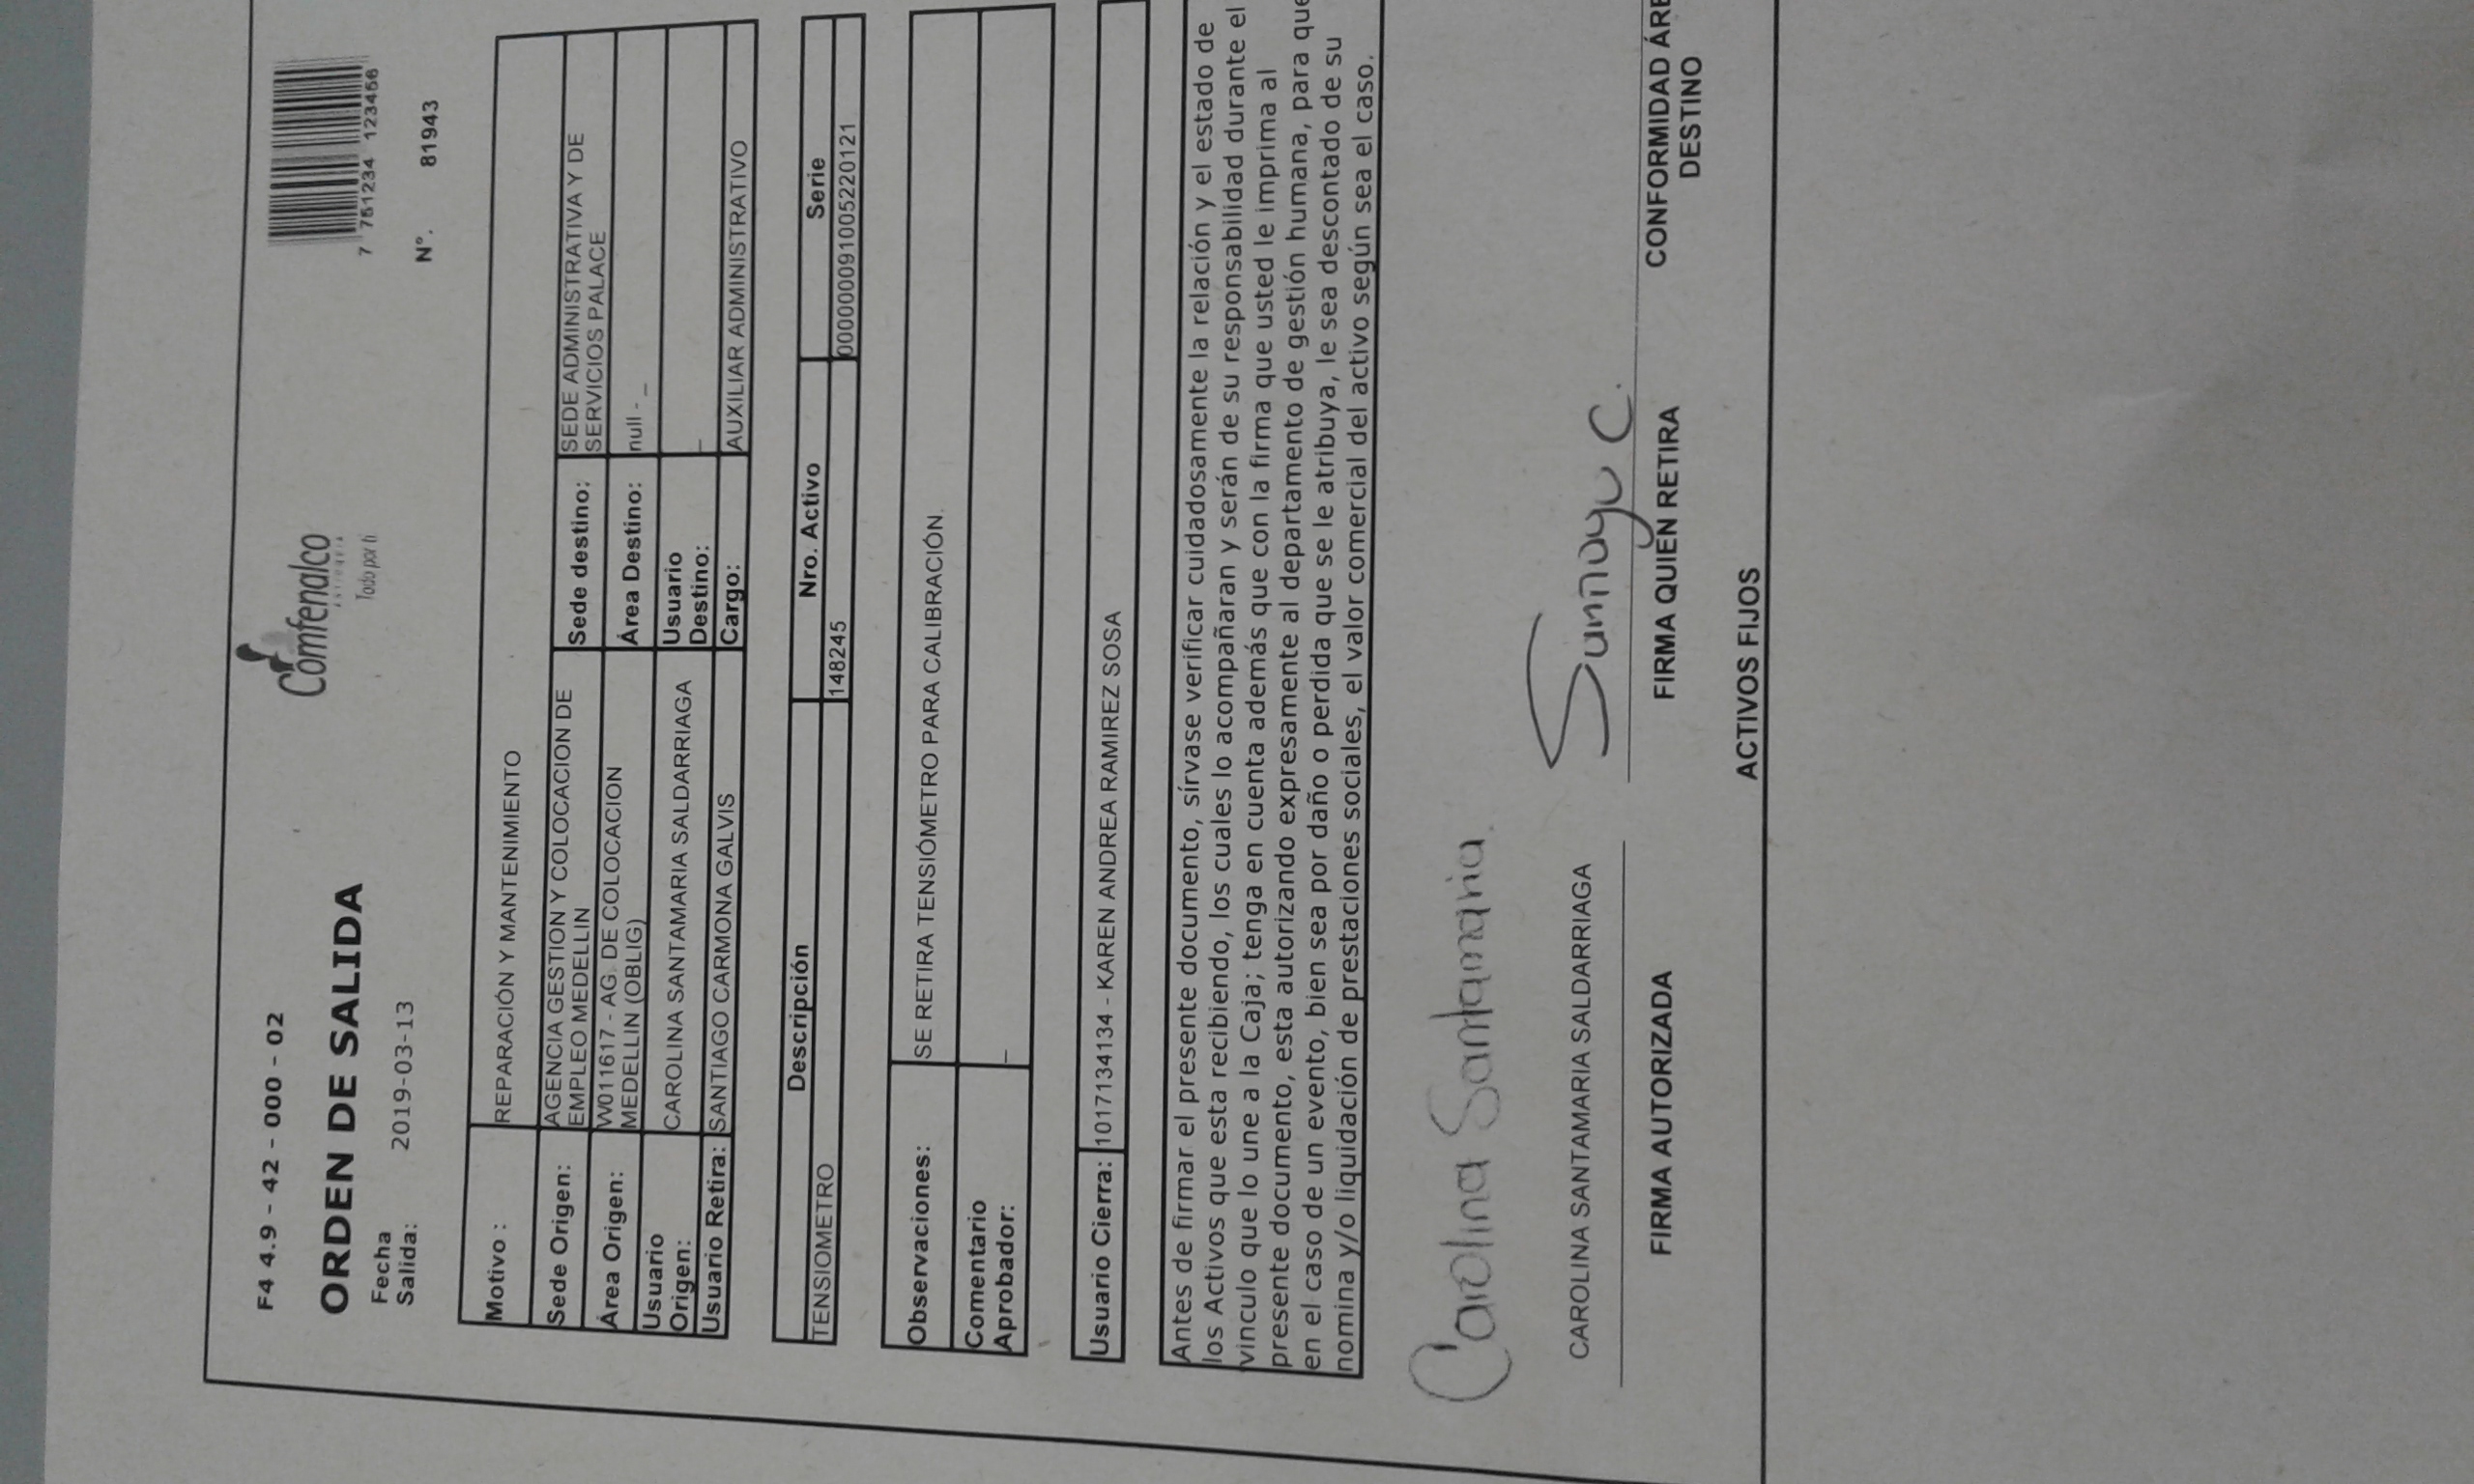 F4 4.9 - 42 - 000 - 02
Comfenalco
ANTIOQUIA
Todo por ti
7 751234 123456
ORDEN DE SALIDA
Fecha
Salida: 2019-03-13
N°. 81943
Motivo : REPARACIÓN Y MANTENIMIENTO
Sede Origen: AGENCIA GESTION Y COLOCACION DE
EMPLEO MEDELLIN
Sede destino: SEDE ADMINISTRATIVA Y DE
SERVICIOS PALACE
Área Origen: W011617 - AG. DE COLOCACION
MEDELLIN (OBLIG)
Área Destino: null - _
Usuario
Origen: CAROLINA SANTAMARIA SALDARRIAGA
Usuario
Destino: _
Usuario Retira: SANTIAGO CARMONA GALVIS
Cargo: AUXILIAR ADMINISTRATIVO
Descripción Nro. Activo Serie
TENSIOMETRO 148245 000000091005220121
Observaciones: SE RETIRA TENSIÓMETRO PARA CALIBRACIÓN.
Comentario
Aprobador: _
Usuario Cierra: 1017134134 - KAREN ANDREA RAMIREZ SOSA
Antes de firmar el presente documento, sírvase verificar cuidadosamente la relación y el estado de
los Activos que esta recibiendo, los cuales lo acompañaran y serán de su responsabilidad durante el
vinculo que lo une a la Caja; tenga en cuenta además que con la firma que usted le imprima al
presente documento, esta autorizando expresamente al departamento de gestión humana, para que
en el caso de un evento, bien sea por daño o perdida que se le atribuya, le sea descontado de su
nomina y/o liquidación de prestaciones sociales, el valor comercial del activo según sea el caso.
Carolina Santamaria.
CAROLINA SANTAMARIA SALDARRIAGA
FIRMA AUTORIZADA
C.
FIRMA QUIEN RETIRA
CONFORMIDAD ÁRE
DESTINO
ACTIVOS FIJOS